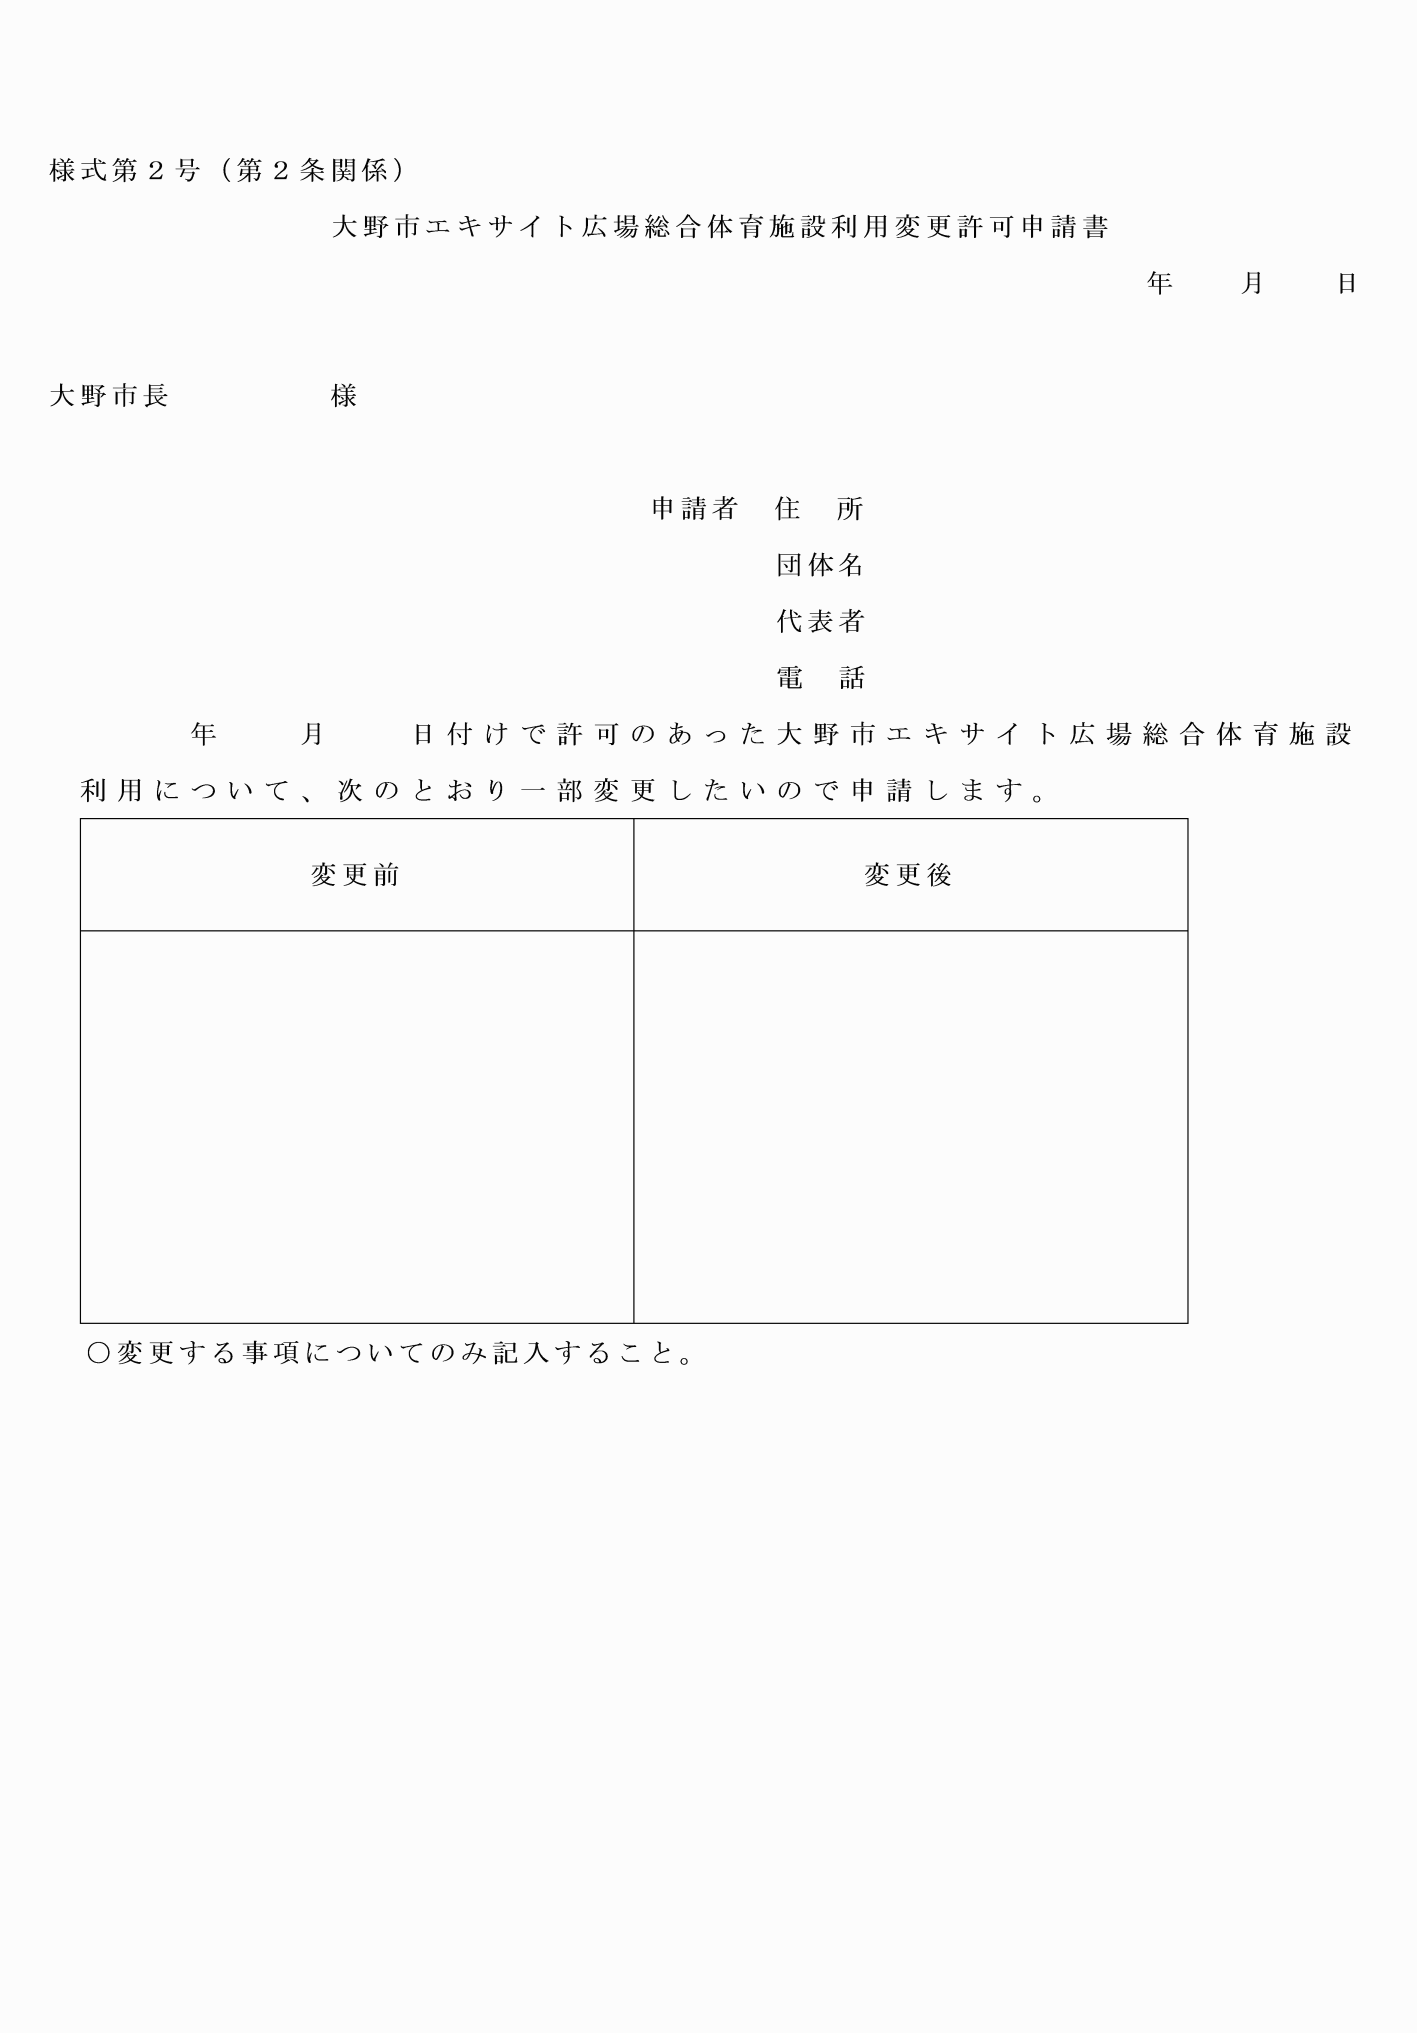 様式第２号（第２条関係）
大野市エキサイト広場総合体育施設利用変更許可申請書
年　　月　　日
大野市長　　　　　様
申請者　住　所
団体名
代表者
電　話
年　　月　　日付けで許可のあった大野市エキサイト広場総合体育施設
利用について、次のとおり一部変更したいので申請します。
変更前　変更後
〇変更する事項についてのみ記入すること。